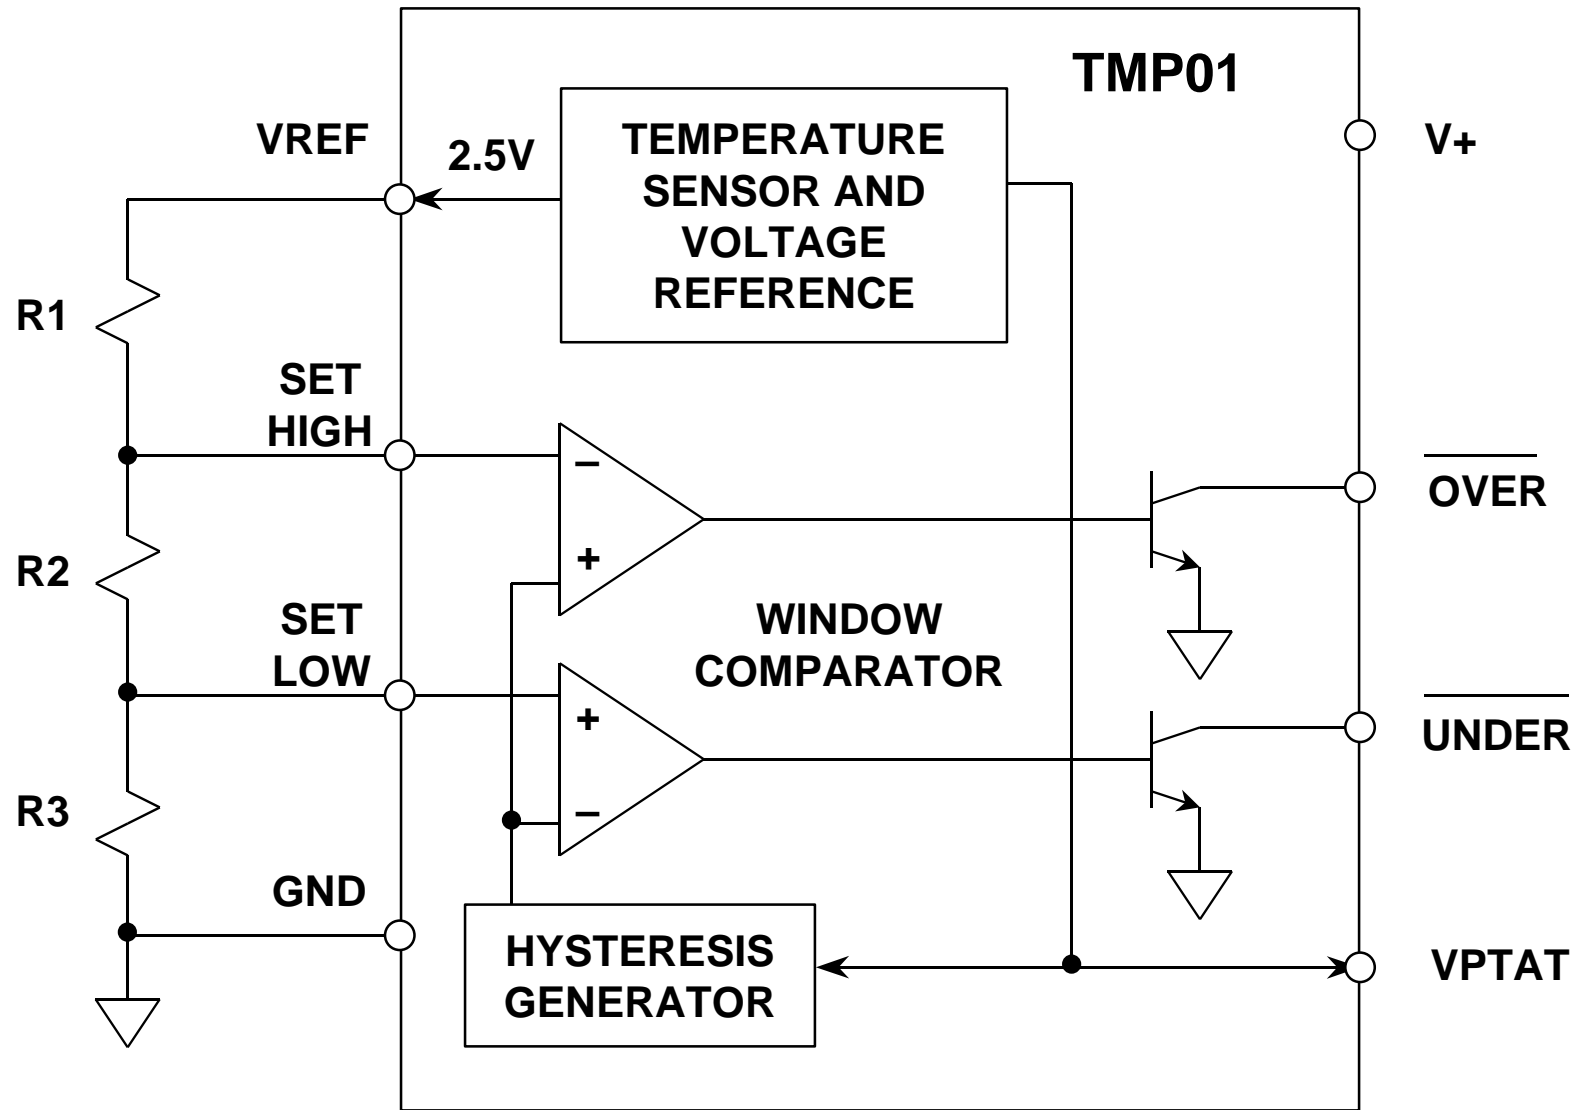 TMP01
VREF
2.5V
TEMPERATURE
SENSOR AND
VOLTAGE
REFERENCE
V+
R1
SET
HIGH
−
+
OVER
R2
SET
LOW
WINDOW
COMPARATOR
+
−
UNDER
R3
GND
HYSTERESIS
GENERATOR
VPTAT